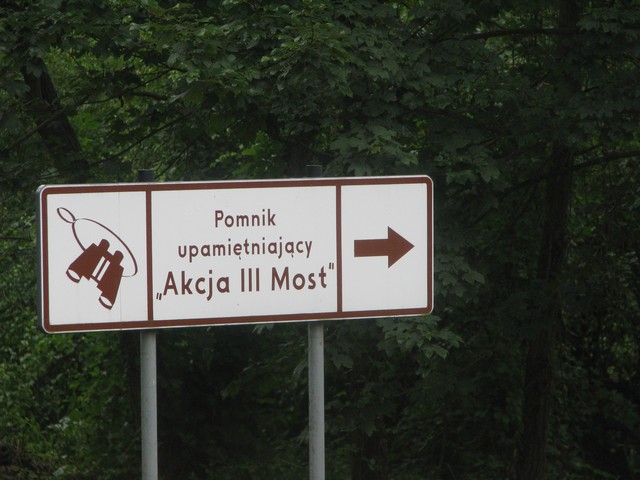 Pomnik
upamiętniający
„Akcja III Most"